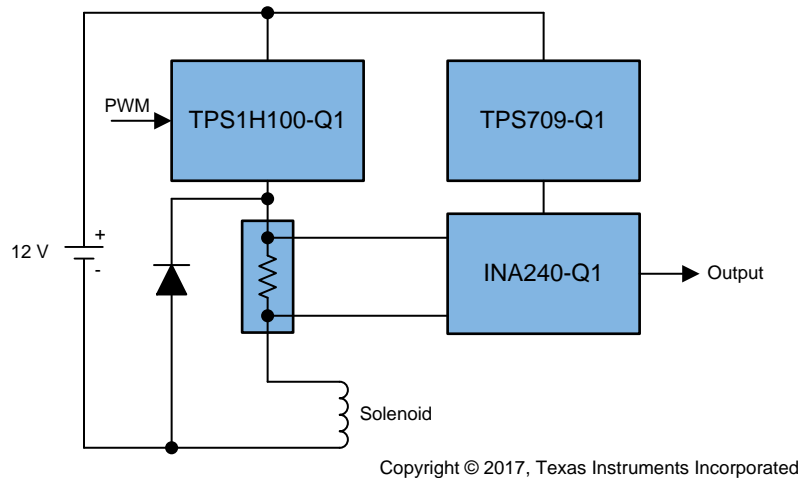 PWM
TPS1H100-Q1
TPS709-Q1
12 V
+
-
INA240-Q1
Output
Solenoid
Copyright © 2017, Texas Instruments Incorporated